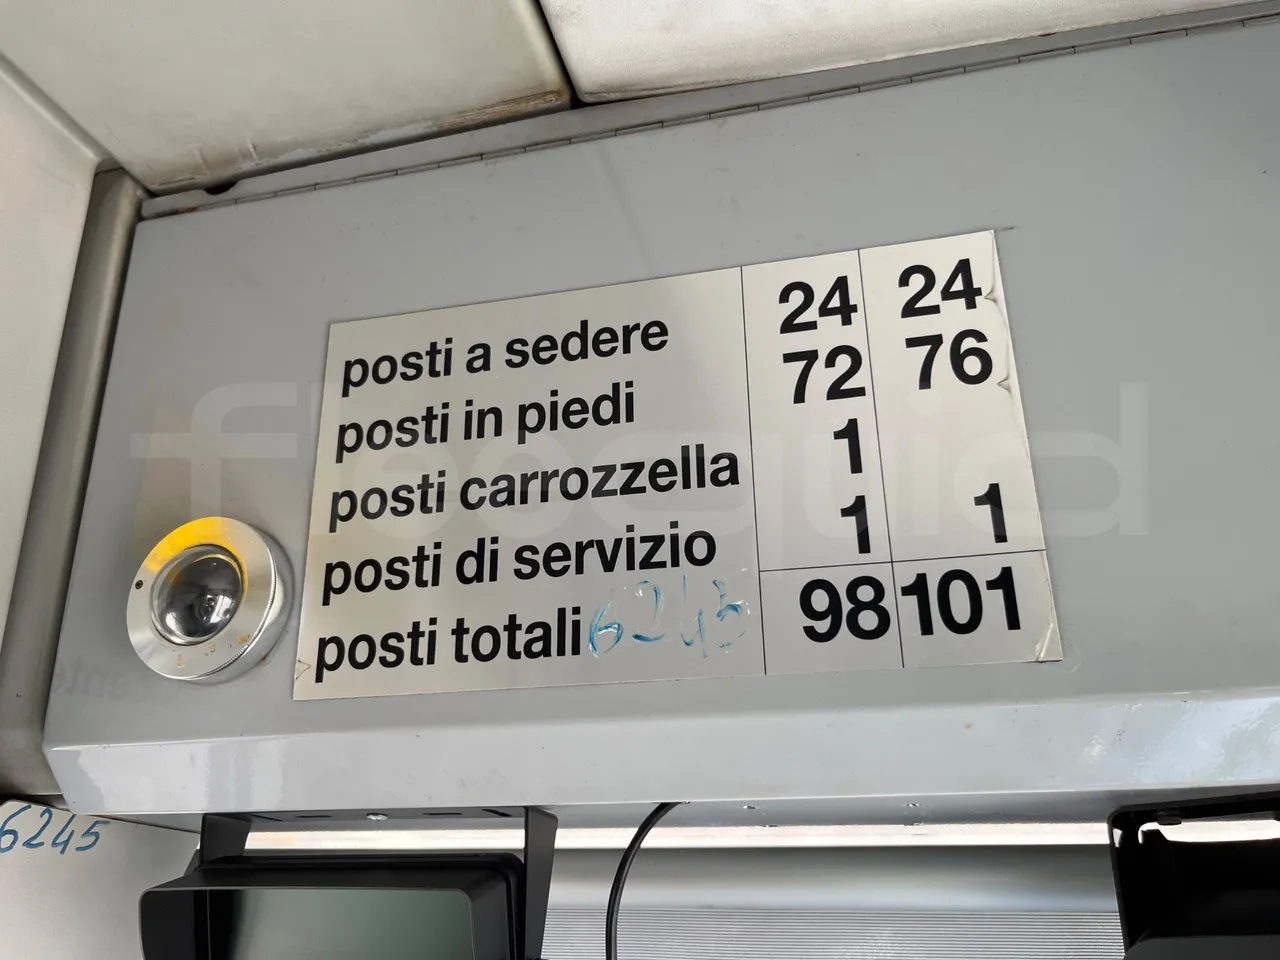 posti a sedere 24 24
posti in piedi 72 76
posti carrozzella 1
posti di servizio 1 1
posti totali 6245 98 101
6245